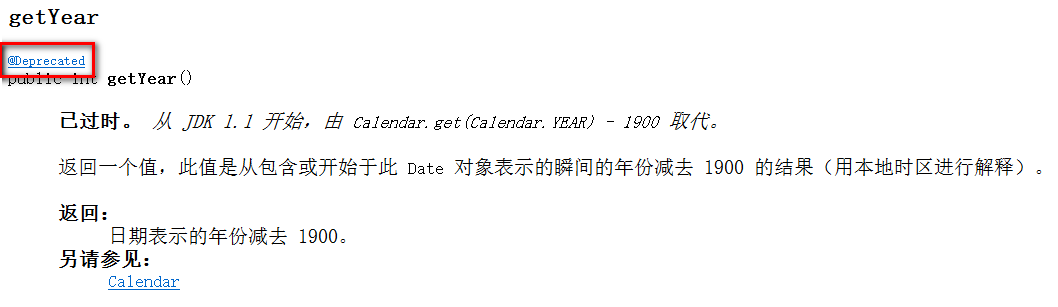 getYear
@Deprecated
public int getYear()
已过时。 从 JDK 1.1 开始，由 Calendar.get(Calendar.YEAR) - 1900 取代。
返回一个值，此值是从包含或开始于此 Date 对象表示的瞬间的年份减去 1900 的结果（用本地时区进行解释）。
返回：
日期表示的年份减去 1900。
另请参见：
Calendar